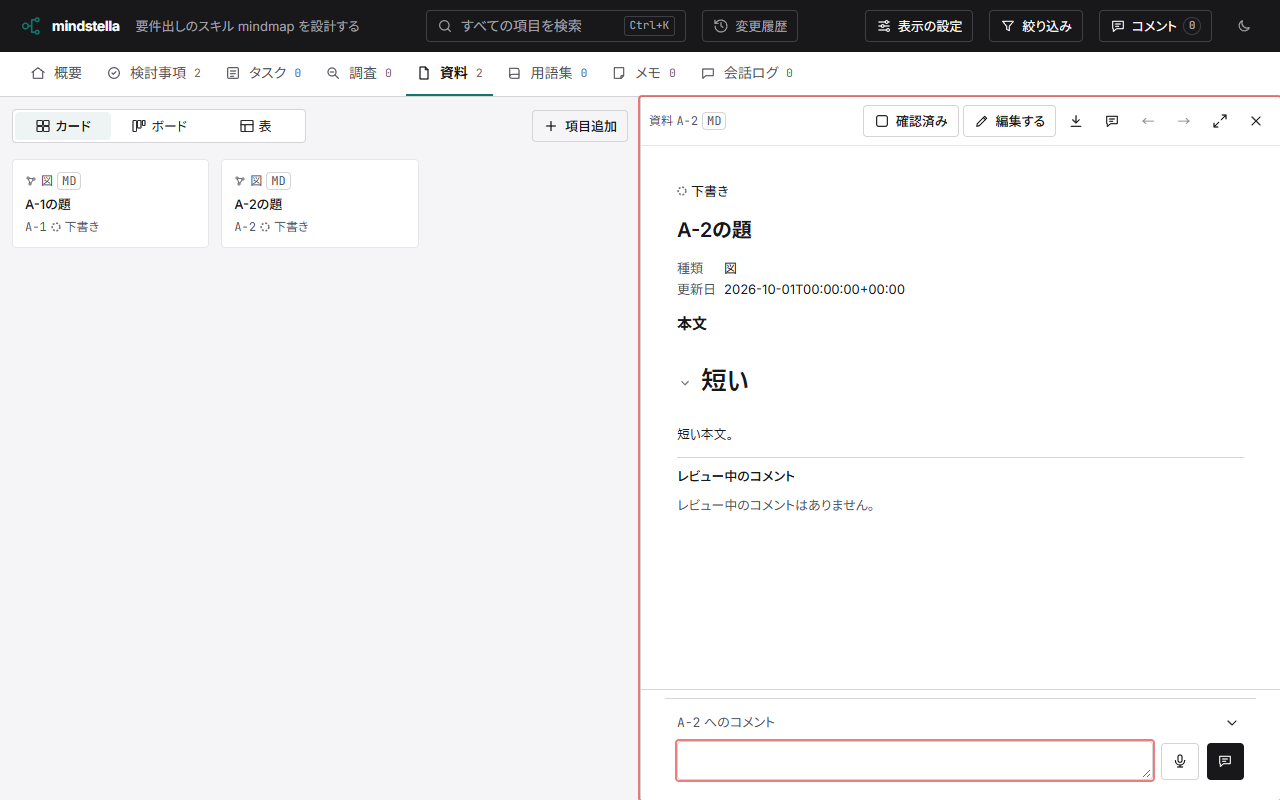 mindstella 要件出しのスキル mindmap を設計する すべての項目を検索 Ctrl+K 変更履歴 表示の設定 絞り込み コメント 0
概要 検討事項 2 タスク 0 調査 0 資料 2 用語集 0 メモ 0 会話ログ 0
カード ボード 表 項目追加
図 MD
A-1の題
A-1 下書き
図 MD
A-2の題
A-2 下書き
資料 A-2 MD 確認済み 編集する
下書き
A-2の題
種類 図
更新日 2026-10-01T00:00:00+00:00
本文
短い
短い本文。
レビュー中のコメント
レビュー中のコメントはありません。
A-2 へのコメント